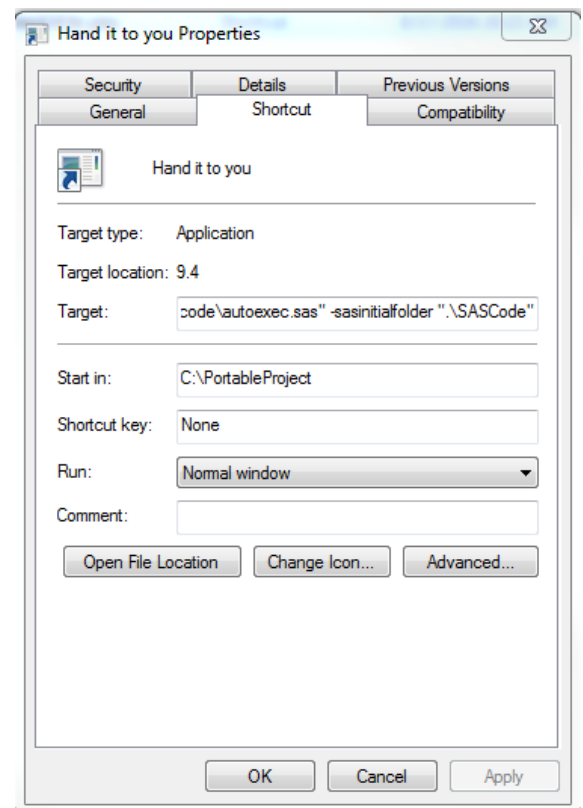 Hand it to you Properties
Security Details Previous Versions
General Shortcut Compatibility
Hand it to you
Target type: Application
Target location: 9.4
Target: code\autoexec.sas" -sasinitialfolder ".\SASCode"
Start in: C:\PortableProject
Shortcut key: None
Run: Normal window
Comment:
Open File Location Change Icon... Advanced...
OK Cancel Apply